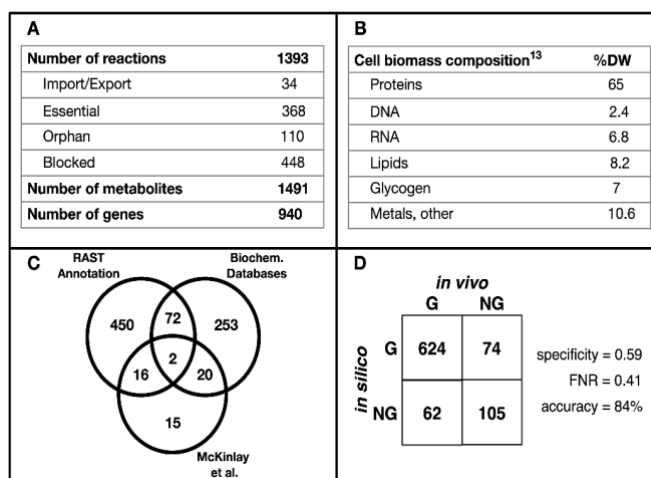 A
Number of reactions 1393
Import/Export 34
Essential 368
Orphan 110
Blocked 448
Number of metabolites 1491
Number of genes 940
B
Cell biomass composition13 %DW
Proteins 65
DNA 2.4
RNA 6.8
Lipids 8.2
Glycogen 7
Metals, other 10.6
C
RAST
Annotation
Biochem.
Databases
450 72 253
2
16 20
15
McKinlay
et al.
D
in vivo
G NG
in silico
G 624 74
NG 62 105
specificity = 0.59
FNR = 0.41
accuracy = 84%